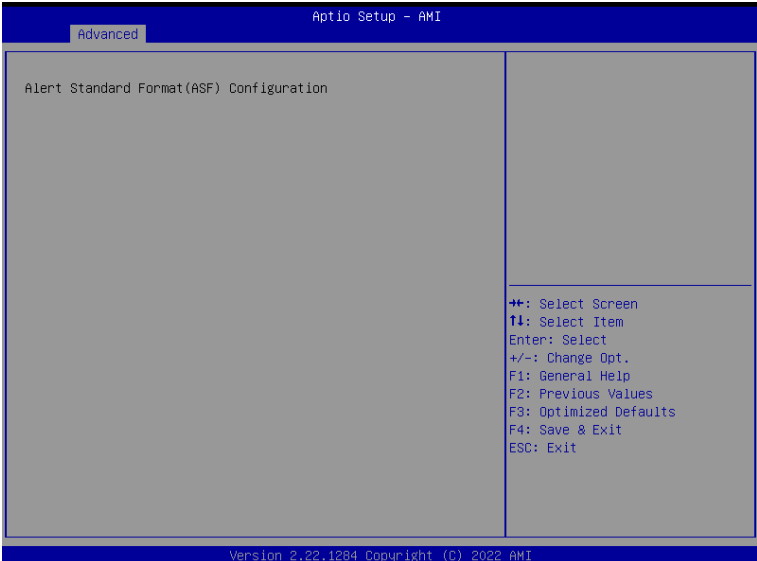 Aptio Setup – AMI
Advanced
Alert Standard Format(ASF) Configuration
→←: Select Screen
↑↓: Select Item
Enter: Select
+/-: Change Opt.
F1: General Help
F2: Previous Values
F3: Optimized Defaults
F4: Save & Exit
ESC: Exit
Version 2.22.1284 Copyright (C) 2022 AMI